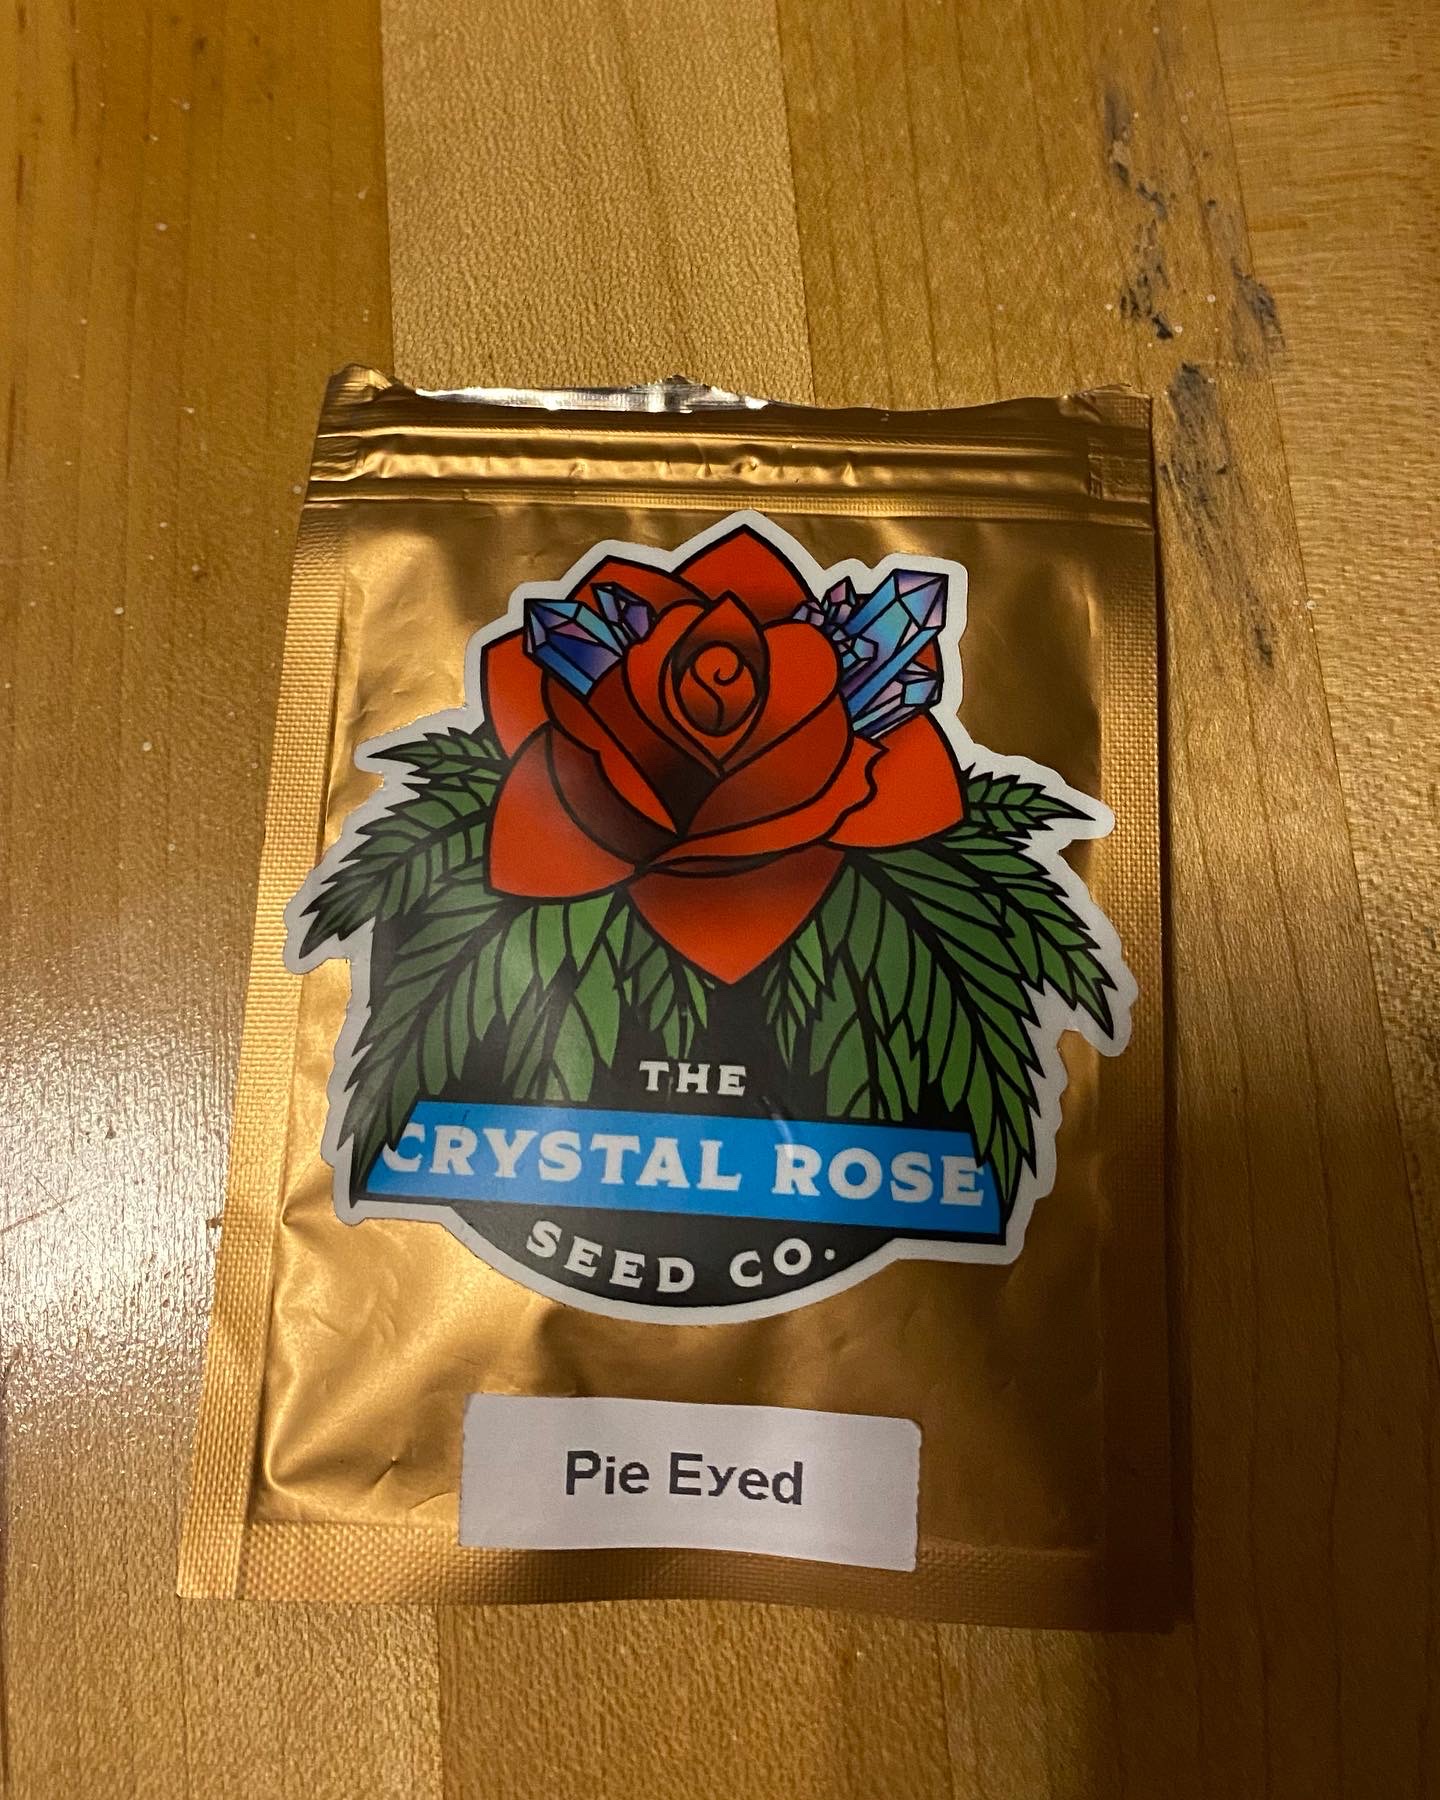 THE
CRYSTAL ROSE
SEED CO.
Pie Eyed